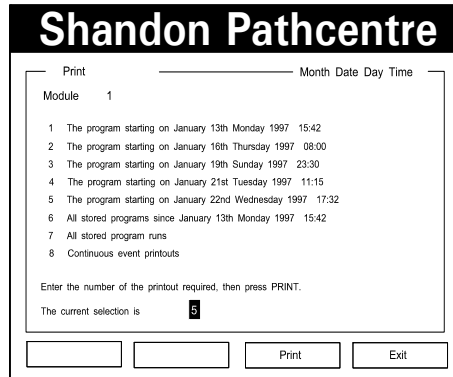 Shandon Pathcentre
Print Month Date Day Time
Module 1
1 The program starting on January 13th Monday 1997 15:42
2 The program starting on January 16th Thursday 1997 08:00
3 The program starting on January 19th Sunday 1997 23:30
4 The program starting on January 21st Tuesday 1997 11:15
5 The program starting on January 22nd Wednesday 1997 17:32
6 All stored programs since January 13th Monday 1997 15:42
7 All stored program runs
8 Continuous event printouts
Enter the number of the printout required, then press PRINT.
The current selection is 5
Print Exit